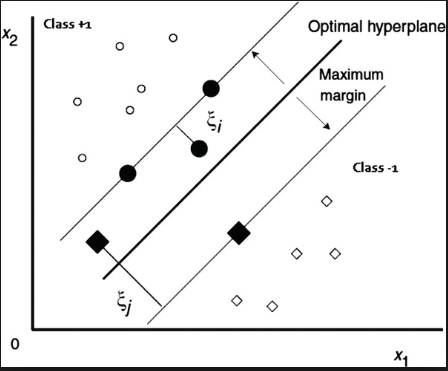 Class +1
x2
Optimal hyperplane
Maximum
margin
ξi
Class -1
ξj
0
x1